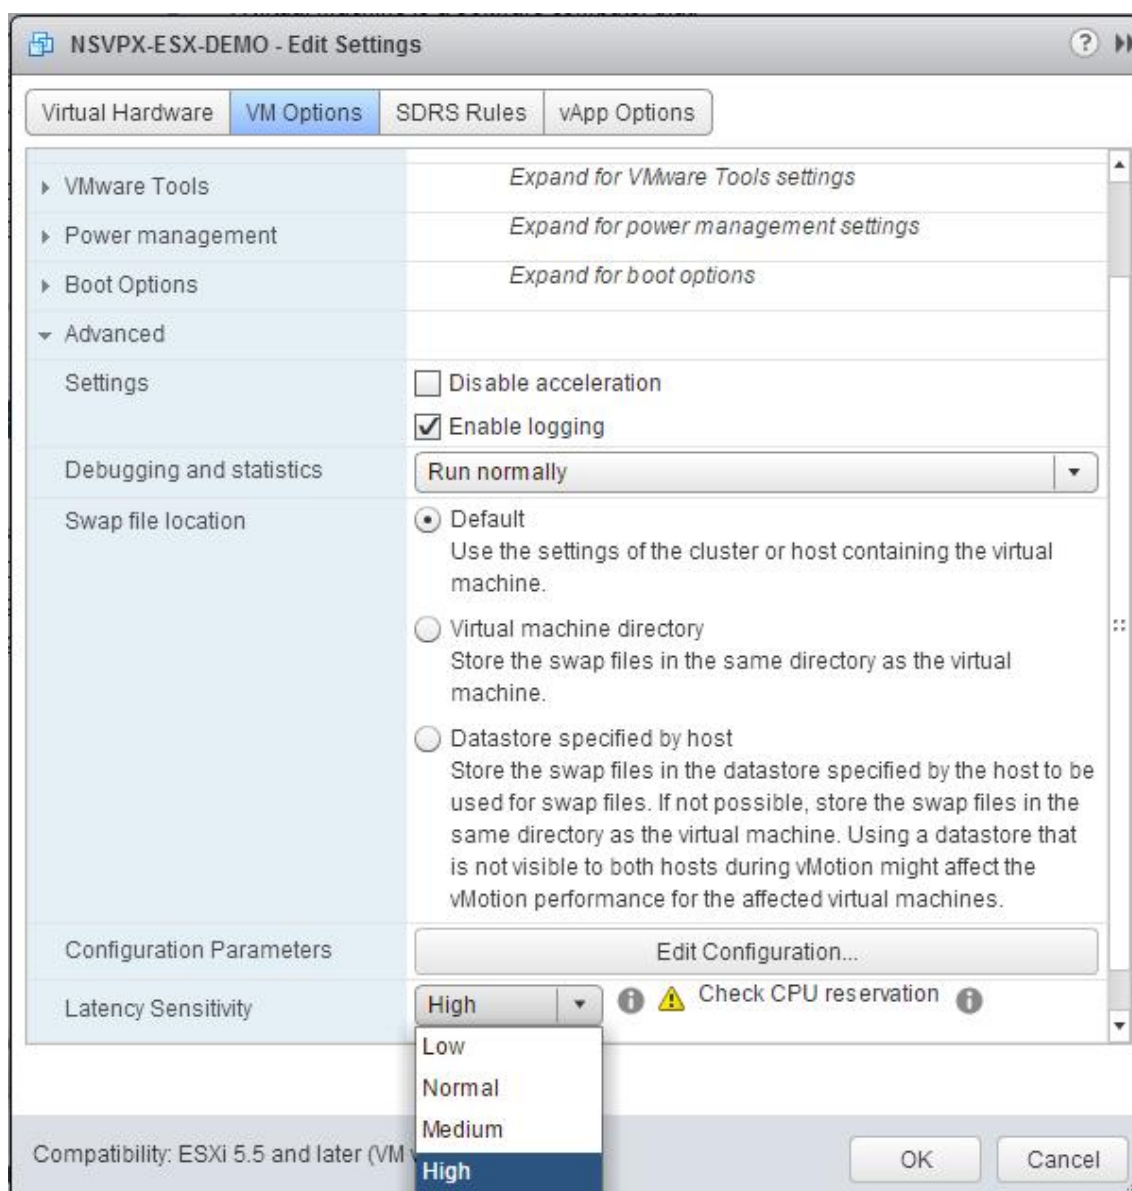 NSVPX-ESX-DEMO - Edit Settings
Virtual Hardware
VM Options
SDRS Rules
vApp Options
VMware Tools
Expand for VMware Tools settings
Power management
Expand for power management settings
Boot Options
Expand for boot options
Advanced
Settings
Disable acceleration
Enable logging
Debugging and statistics
Run normally
Swap file location
Default
Use the settings of the cluster or host containing the virtual
machine.
Virtual machine directory
Store the swap files in the same directory as the virtual
machine.
Datastore specified by host
Store the swap files in the datastore specified by the host to be
used for swap files. If not possible, store the swap files in the
same directory as the virtual machine. Using a datastore that
is not visible to both hosts during vMotion might affect the
vMotion performance for the affected virtual machines.
Configuration Parameters
Edit Configuration...
Latency Sensitivity
High
Check CPU reservation
Low
Normal
Medium
High
Compatibility: ESXi 5.5 and later (VM
OK
Cancel